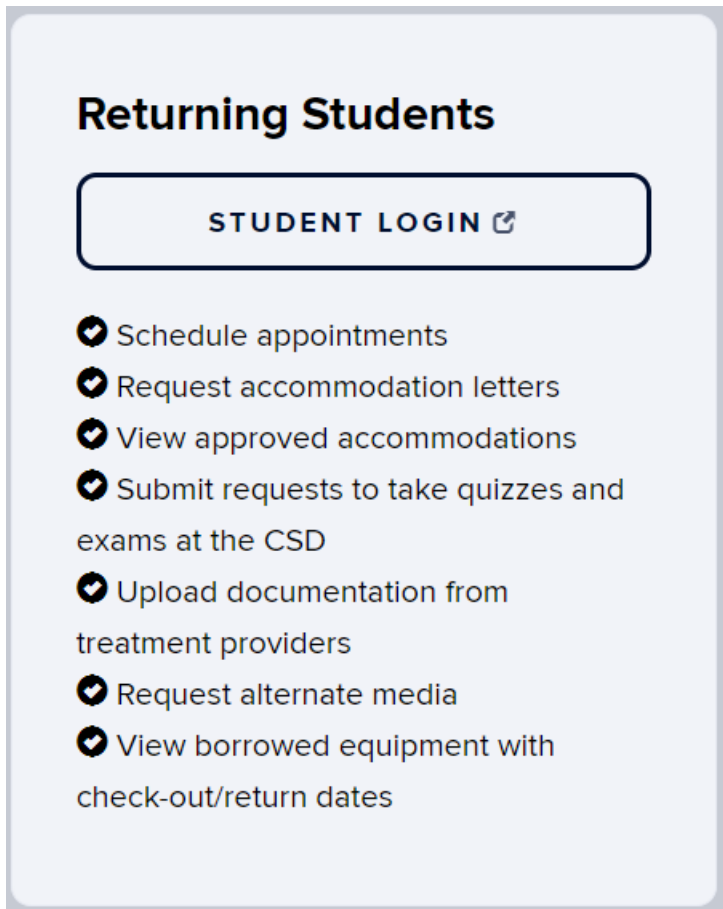 Returning Students
STUDENT LOGIN
Schedule appointments
Request accommodation letters
View approved accommodations
Submit requests to take quizzes and
exams at the CSD
Upload documentation from
treatment providers
Request alternate media
View borrowed equipment with
check-out/return dates